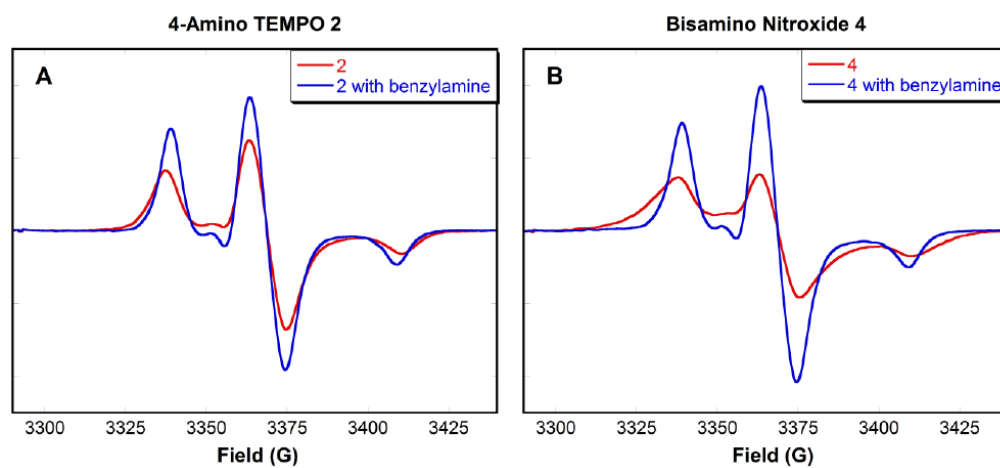 4-Amino TEMPO 2
Bisamino Nitroxide 4
A
2
2 with benzylamine
B
4
4 with benzylamine
3300 3325 3350 3375 3400 3425
3300 3325 3350 3375 3400 3425
Field (G)
Field (G)